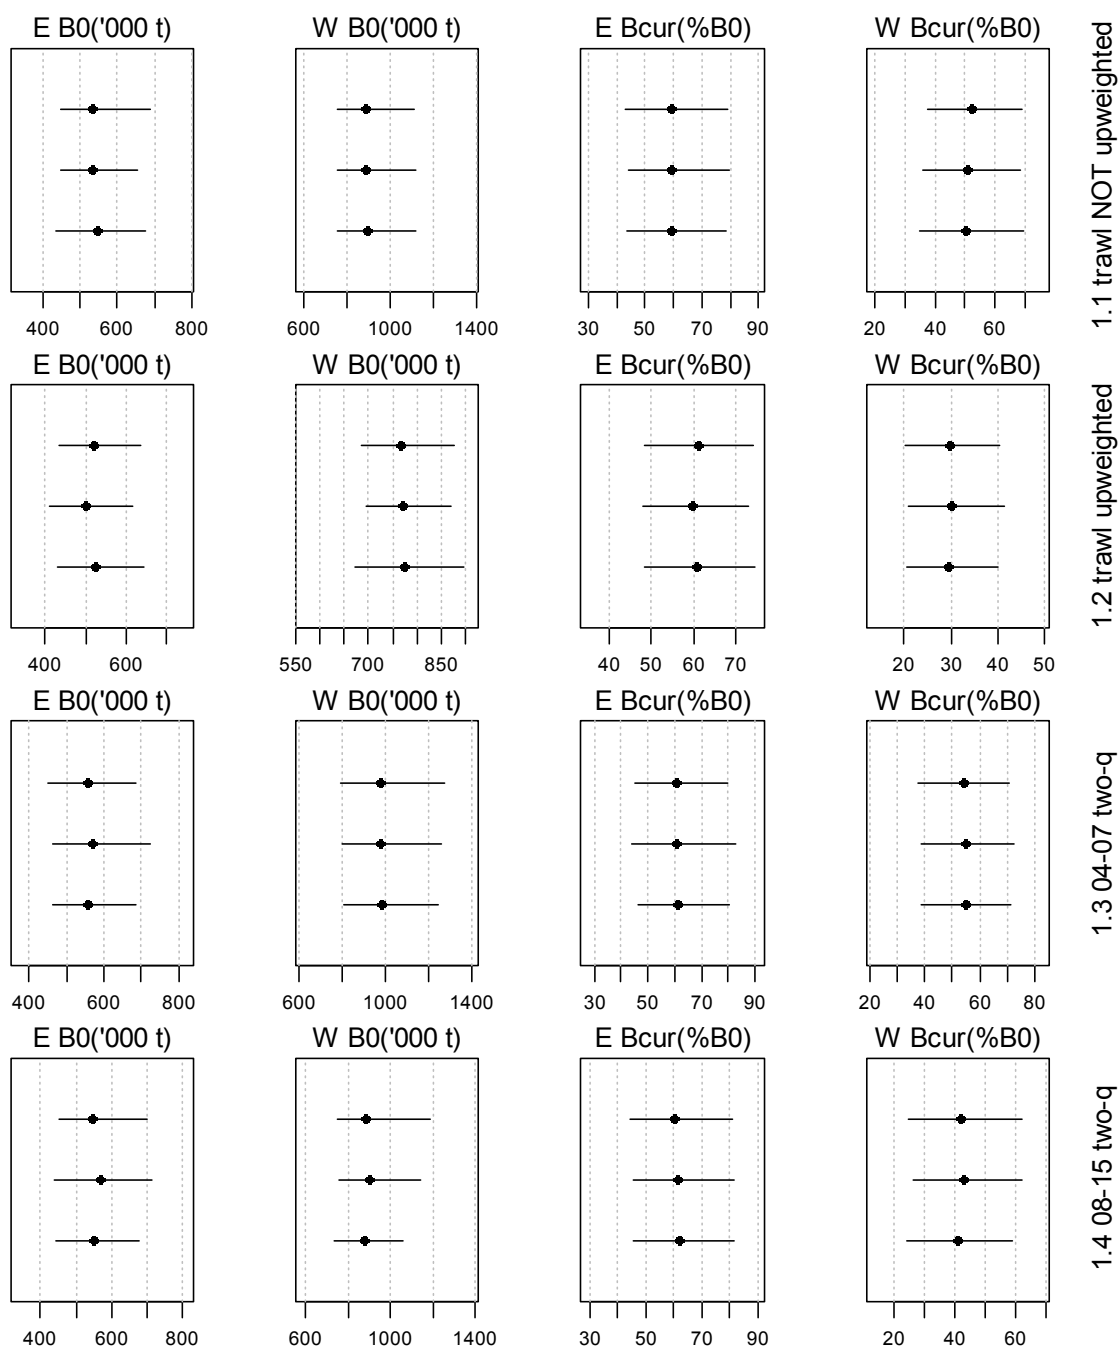 E B0('000 t) W B0('000 t) E Bcur(%B0) W Bcur(%B0)
400 600 800 600 1000 1400 30 50 70 90 20 40 60
1.1 trawl NOT upweighted
E B0('000 t) W B0('000 t) E Bcur(%B0) W Bcur(%B0)
400 600 550 700 850 40 50 60 70 20 30 40 50
1.2 trawl upweighted
E B0('000 t) W B0('000 t) E Bcur(%B0) W Bcur(%B0)
400 600 800 600 1000 1400 30 50 70 90 20 40 60 80
1.3 04-07 two-q
E B0('000 t) W B0('000 t) E Bcur(%B0) W Bcur(%B0)
400 600 800 600 1000 1400 30 50 70 90 20 40 60
1.4 08-15 two-q